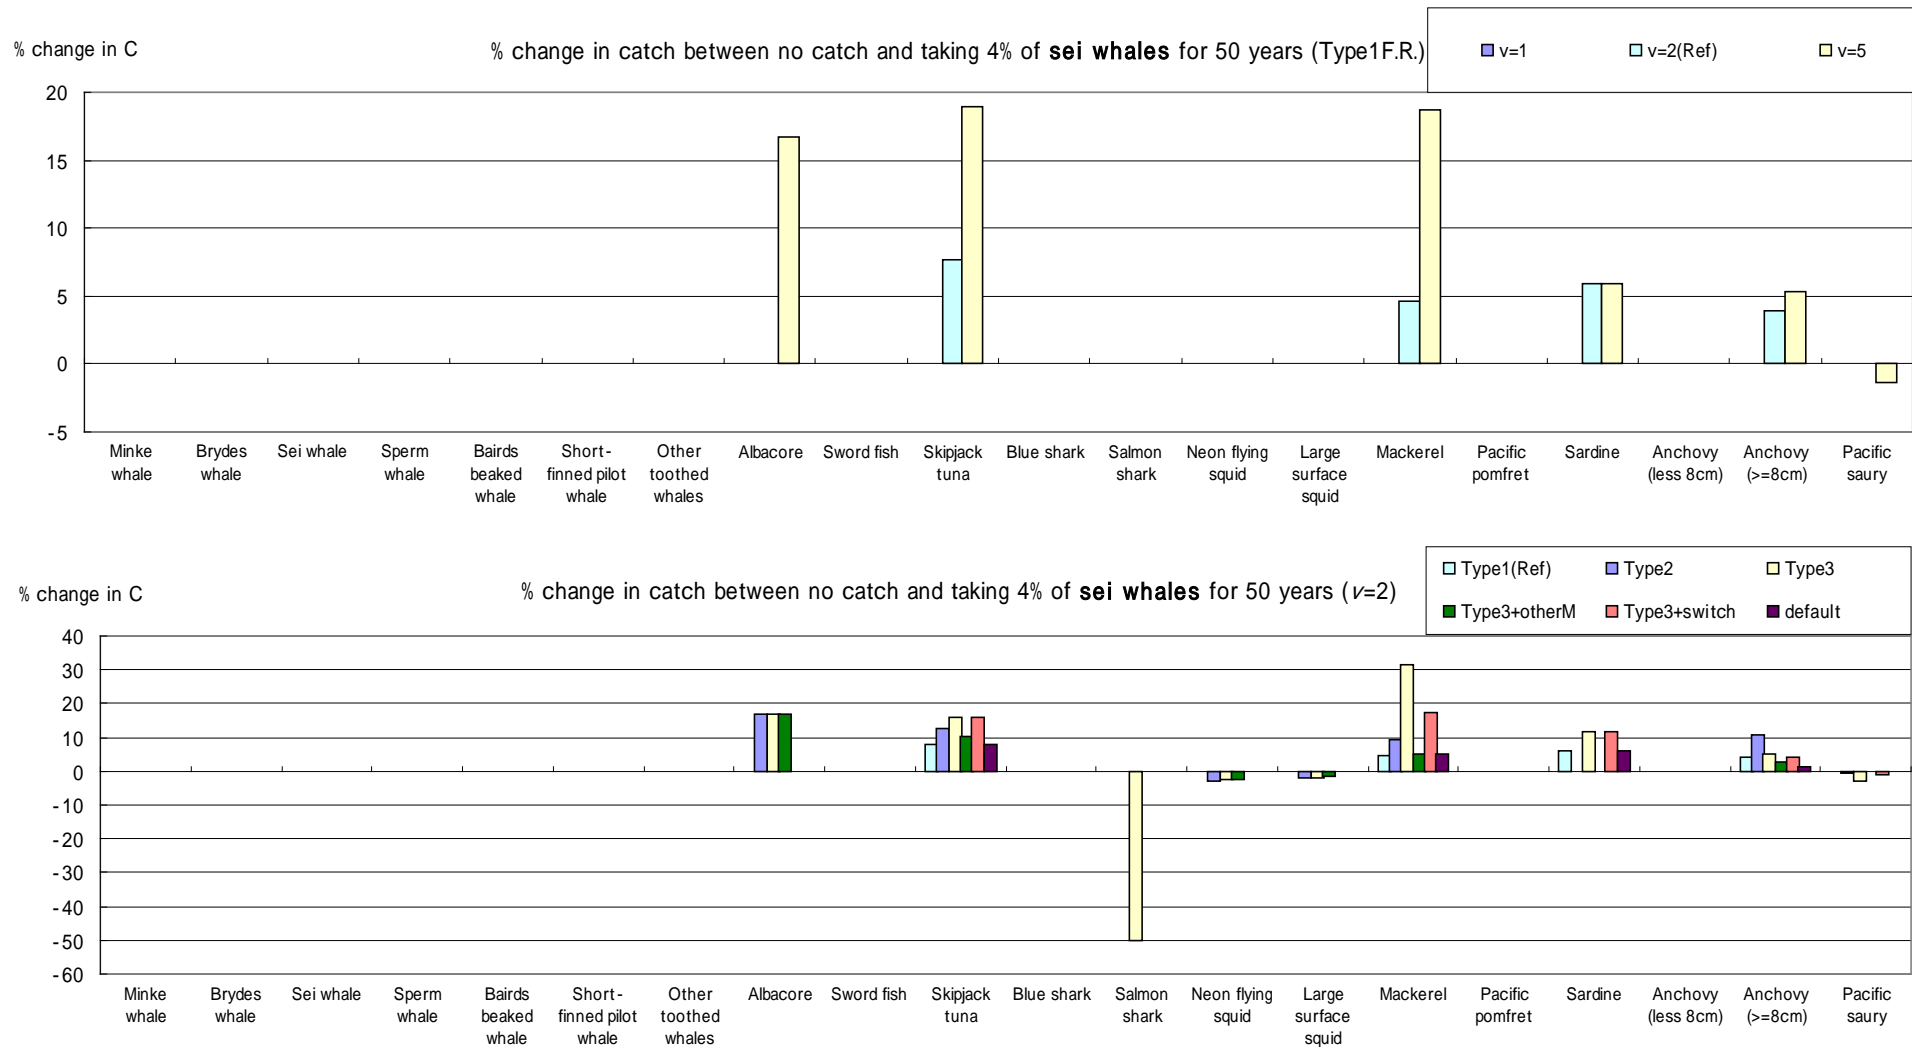 % change in C
% change in catch between no catch and taking 4% of sei whales for 50 years (Type1F.R.)
v=1 v=2(Ref) v=5
20
15
10
5
0
-5
Minke whale
Brydes whale
Sei whale
Sperm whale
Bairds beaked whale
Short-finned pilot whale
Other toothed whales
Albacore
Sword fish
Skipjack tuna
Blue shark
Salmon shark
Neon flying squid
Large surface squid
Mackerel
Pacific pomfret
Sardine
Anchovy (less 8cm)
Anchovy (>=8cm)
Pacific saury
% change in C
% change in catch between no catch and taking 4% of sei whales for 50 years (v=2)
Type1(Ref) Type2 Type3
Type3+otherM Type3+switch default
40
30
20
10
0
-10
-20
-30
-40
-50
-60
Minke whale
Brydes whale
Sei whale
Sperm whale
Bairds beaked whale
Short-finned pilot whale
Other toothed whales
Albacore
Sword fish
Skipjack tuna
Blue shark
Salmon shark
Neon flying squid
Large surface squid
Mackerel
Pacific pomfret
Sardine
Anchovy (less 8cm)
Anchovy (>=8cm)
Pacific saury